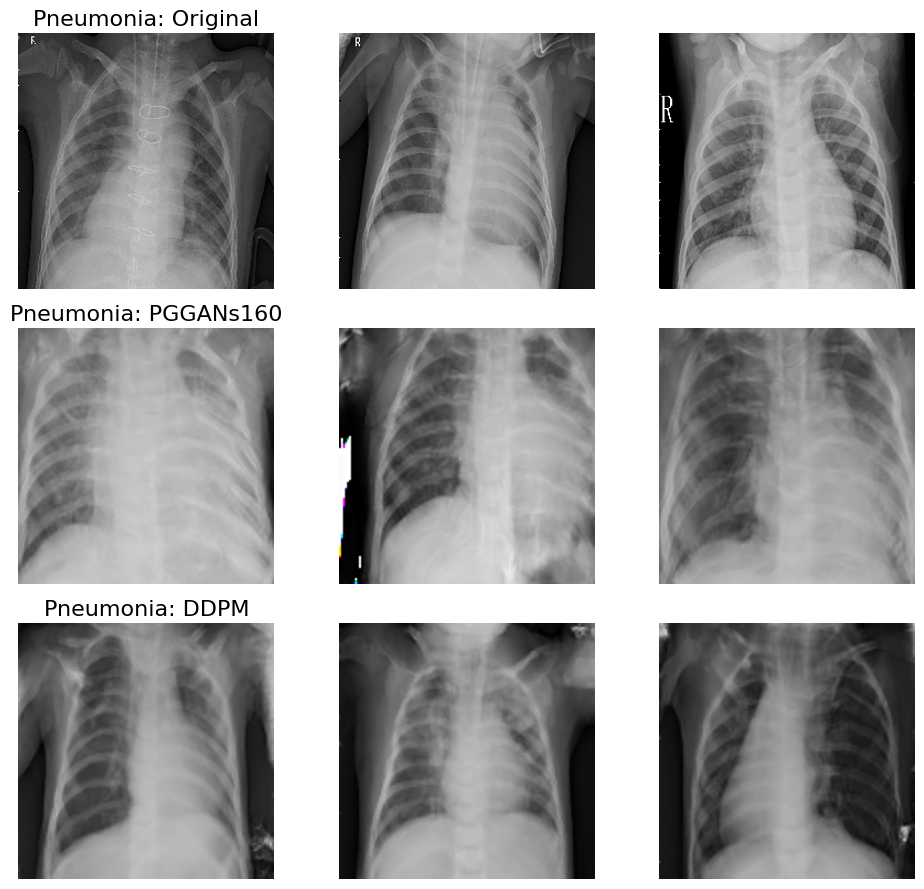 Pneumonia: Original
R
R
R
Pneumonia: PGGANs160
Pneumonia: DDPM